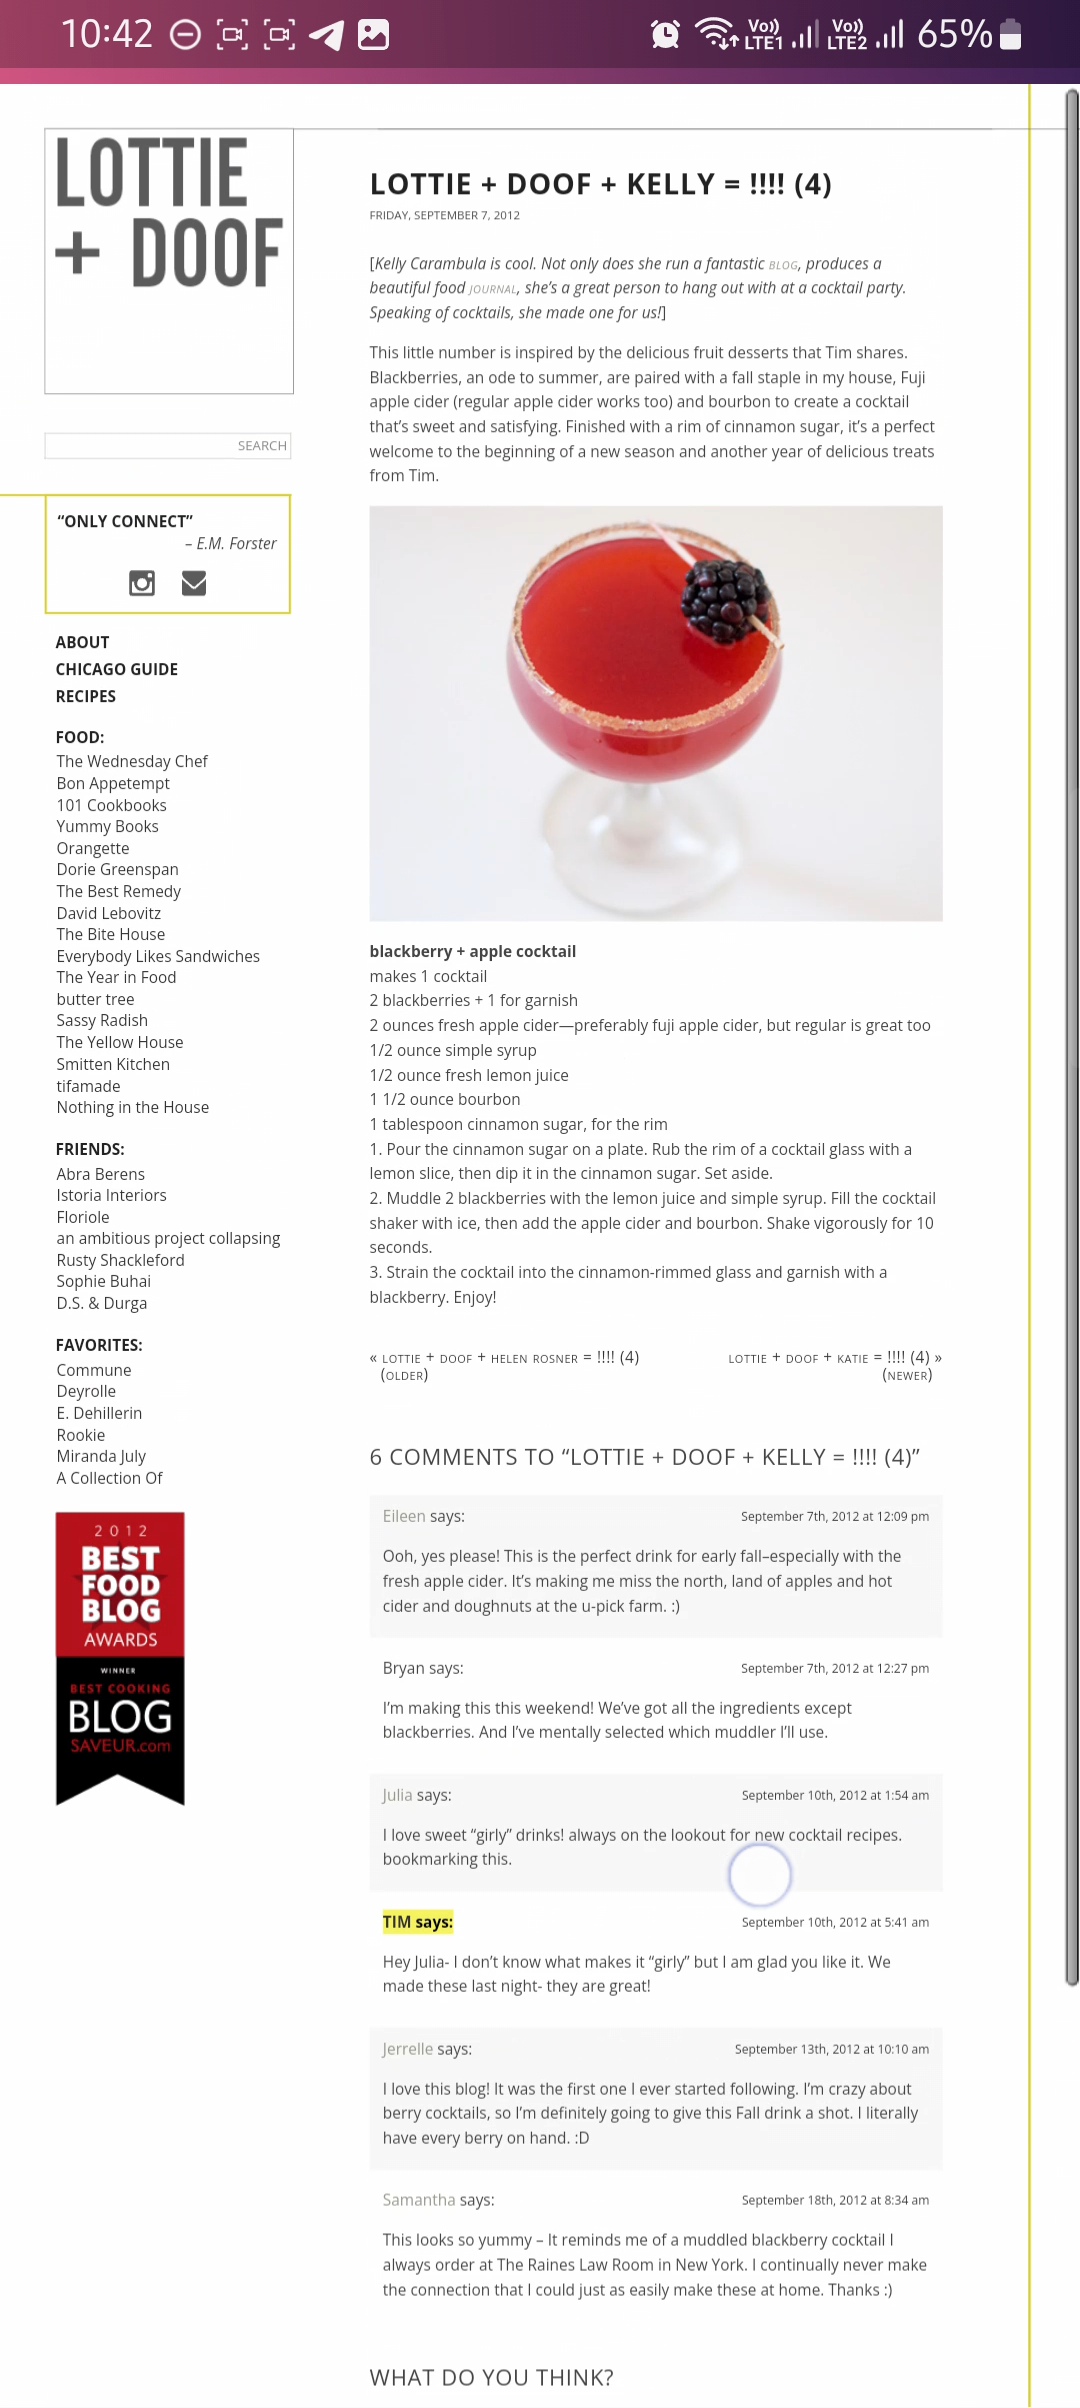 10:42
Vo))
LTE1
Vo))
LTE2
65%
LOTTIE
+ DOOF
SEARCH
“ONLY CONNECT”
– E.M. Forster
ABOUT
CHICAGO GUIDE
RECIPES
FOOD:
The Wednesday Chef
Bon Appetempt
101 Cookbooks
Yummy Books
Orangette
Dorie Greenspan
The Best Remedy
David Lebovitz
The Bite House
Everybody Likes Sandwiches
The Year in Food
butter tree
Sassy Radish
The Yellow House
Smitten Kitchen
tifamade
Nothing in the House
FRIENDS:
Abra Berens
Istoria Interiors
Floriole
an ambitious project collapsing
Rusty Shackleford
Sophie Buhai
D.S. & Durga
FAVORITES:
Commune
Deyrolle
E. Dehillerin
Rookie
Miranda July
A Collection Of
2012
BEST
FOOD
BLOG
AWARDS
WINNER
BEST COOKING
BLOG
SAVEUR.com
LOTTIE + DOOF + KELLY = !!!! (4)
FRIDAY, SEPTEMBER 7, 2012
[Kelly Carambula is cool. Not only does she run a fantastic BLOG, produces a
beautiful food JOURNAL, she’s a great person to hang out with at a cocktail party.
Speaking of cocktails, she made one for us!]
This little number is inspired by the delicious fruit desserts that Tim shares.
Blackberries, an ode to summer, are paired with a fall staple in my house, Fuji
apple cider (regular apple cider works too) and bourbon to create a cocktail
that’s sweet and satisfying. Finished with a rim of cinnamon sugar, it’s a perfect
welcome to the beginning of a new season and another year of delicious treats
from Tim.
blackberry + apple cocktail
makes 1 cocktail
2 blackberries + 1 for garnish
2 ounces fresh apple cider—preferably fuji apple cider, but regular is great too
1/2 ounce simple syrup
1/2 ounce fresh lemon juice
1 1/2 ounce bourbon
1 tablespoon cinnamon sugar, for the rim
1. Pour the cinnamon sugar on a plate. Rub the rim of a cocktail glass with a
lemon slice, then dip it in the cinnamon sugar. Set aside.
2. Muddle 2 blackberries with the lemon juice and simple syrup. Fill the cocktail
shaker with ice, then add the apple cider and bourbon. Shake vigorously for 10
seconds.
3. Strain the cocktail into the cinnamon-rimmed glass and garnish with a
blackberry. Enjoy!
« LOTTIE + DOOF + HELEN ROSNER = !!!! (4)
(OLDER)
LOTTIE + DOOF + KATIE = !!!! (4) »
(NEWER)
6 COMMENTS TO “LOTTIE + DOOF + KELLY = !!!! (4)”
Eileen says:
September 7th, 2012 at 12:09 pm
Ooh, yes please! This is the perfect drink for early fall–especially with the
fresh apple cider. It’s making me miss the north, land of apples and hot
cider and doughnuts at the u-pick farm. :)
Bryan says:
September 7th, 2012 at 12:27 pm
I’m making this this weekend! We’ve got all the ingredients except
blackberries. And I’ve mentally selected which muddler I’ll use.
Julia says:
September 10th, 2012 at 1:54 am
I love sweet “girly” drinks! always on the lookout for new cocktail recipes.
bookmarking this.
TIM says:
September 10th, 2012 at 5:41 am
Hey Julia- I don’t know what makes it “girly” but I am glad you like it. We
made these last night- they are great!
Jerrelle says:
September 13th, 2012 at 10:10 am
I love this blog! It was the first one I ever started following. I’m crazy about
berry cocktails, so I’m definitely going to give this Fall drink a shot. I literally
have every berry on hand. :D
Samantha says:
September 18th, 2012 at 8:34 am
This looks so yummy – It reminds me of a muddled blackberry cocktail I
always order at The Raines Law Room in New York. I continually never make
the connection that I could just as easily make these at home. Thanks :)
WHAT DO YOU THINK?